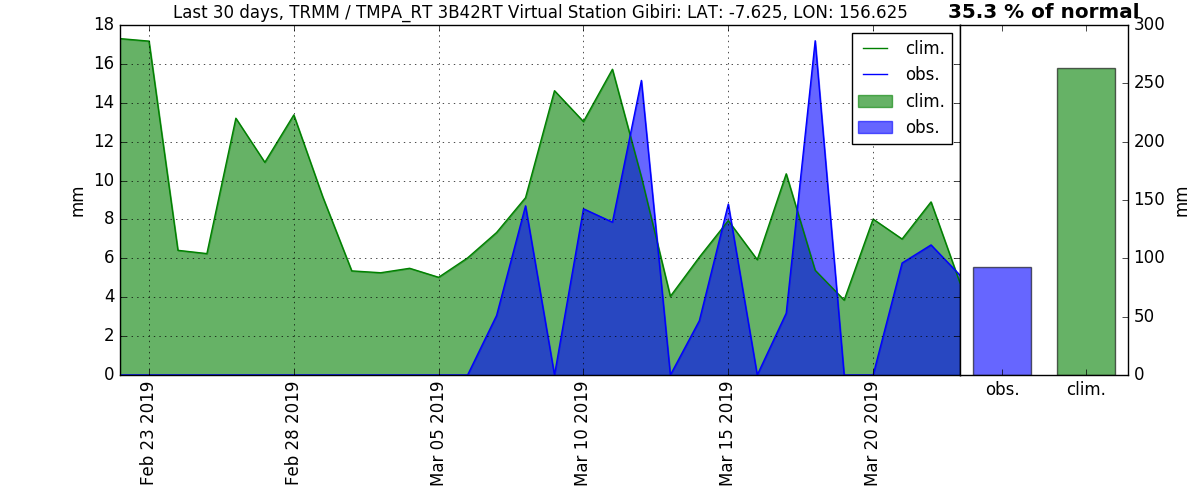 Last 30 days, TRMM / TMPA_RT 3B42RT Virtual Station Gibiri: LAT: -7.625, LON: 156.625
35.3 % of normal
18
16
14
12
10
8
6
4
2
0
mm
clim.
obs.
clim.
obs.
300
250
200
150
100
50
0
mm
obs.
clim.
Feb 23 2019
Feb 28 2019
Mar 05 2019
Mar 10 2019
Mar 15 2019
Mar 20 2019